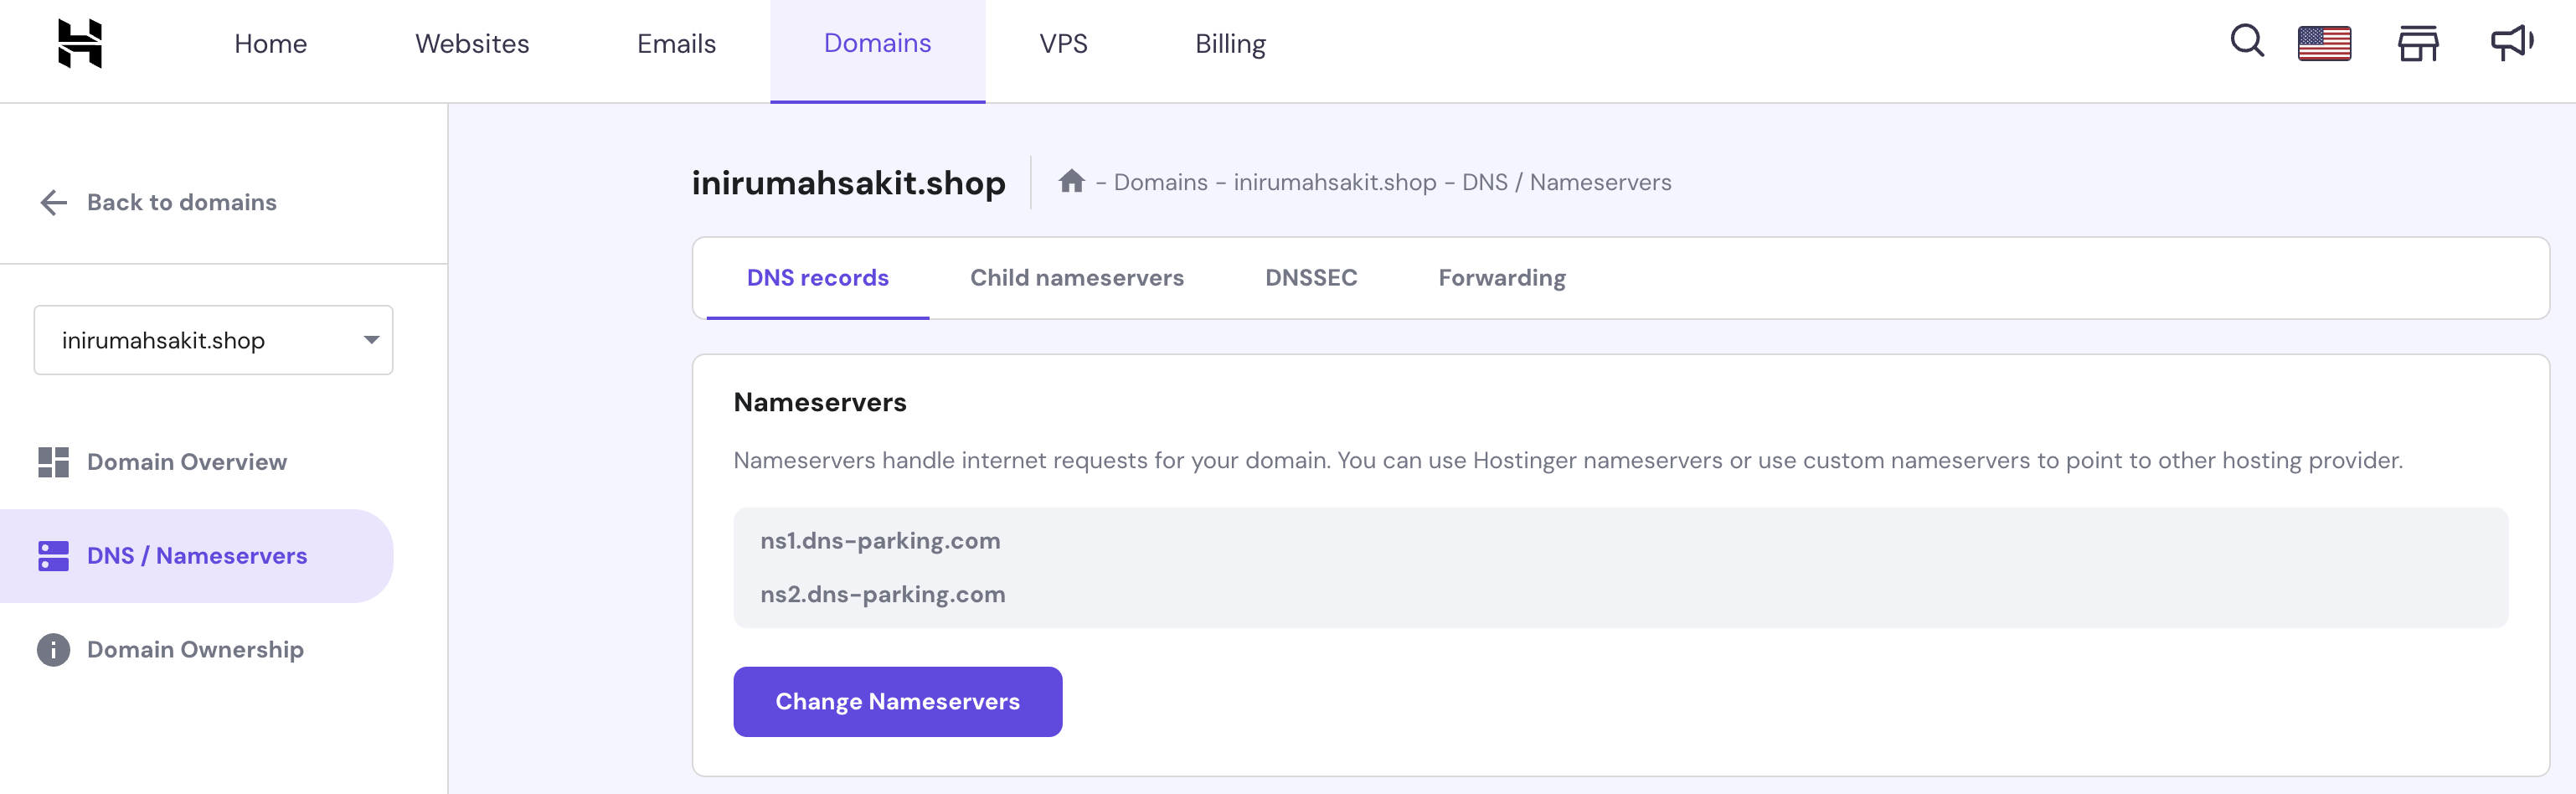 Home Websites Emails Domains VPS Billing
Back to domains
inirumahsakit.shop
Domain Overview
DNS / Nameservers
Domain Ownership
inirumahsakit.shop - Domains - inirumahsakit.shop - DNS / Nameservers
DNS records Child nameservers DNSSEC Forwarding
Nameservers
Nameservers handle internet requests for your domain. You can use Hostinger nameservers or use custom nameservers to point to other hosting provider.
ns1.dns-parking.com
ns2.dns-parking.com
Change Nameservers